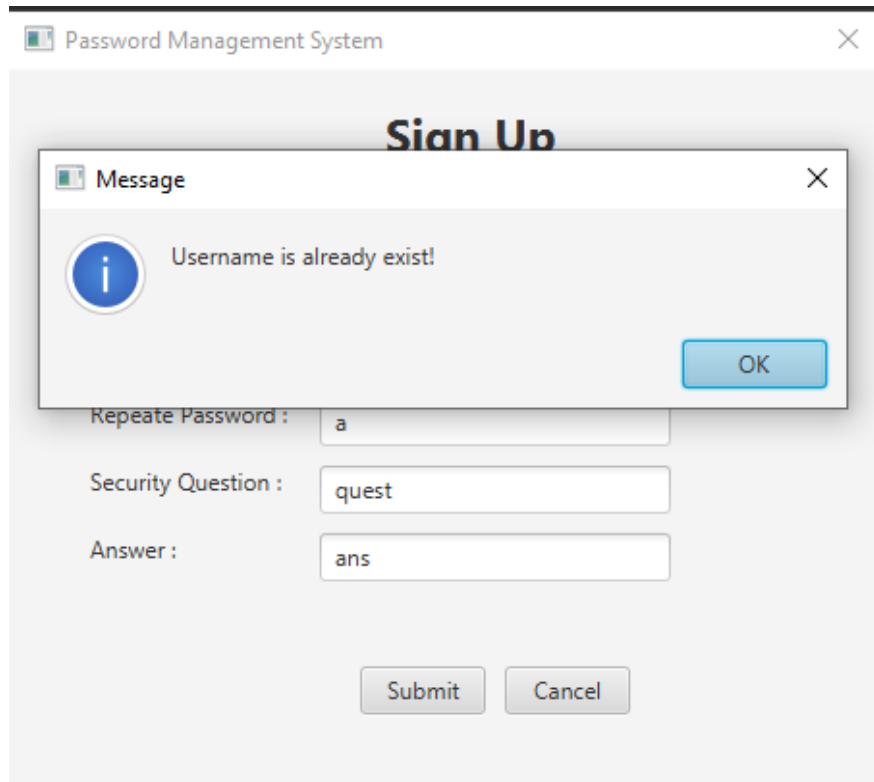 Password Management System
Sign Up
Message
Username is already exist!
OK
Repeate Password :
a
Security Question :
quest
Answer :
ans
Submit
Cancel